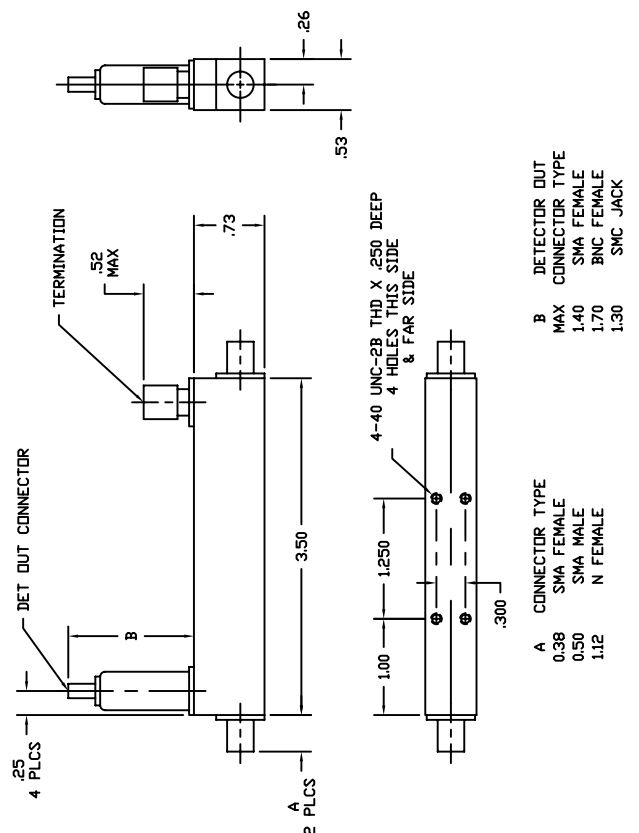 DET OUT CONNECTOR
TERMINATION
.25
4 PLCS
B
.52
MAX
.73
3.50
A
2 PLCS
.26
.53
4-40 UNC-2B THD X .250 DEEP
4 HOLES THIS SIDE
& FAR SIDE
1.00
1.250
.300
A CONNECTOR TYPE
0.38 SMA FEMALE
0.50 SMA MALE
1.12 N FEMALE
B DETECTOR OUT
MAX CONNECTOR TYPE
1.40 SMA FEMALE
1.70 BNC FEMALE
1.30 SMC JACK